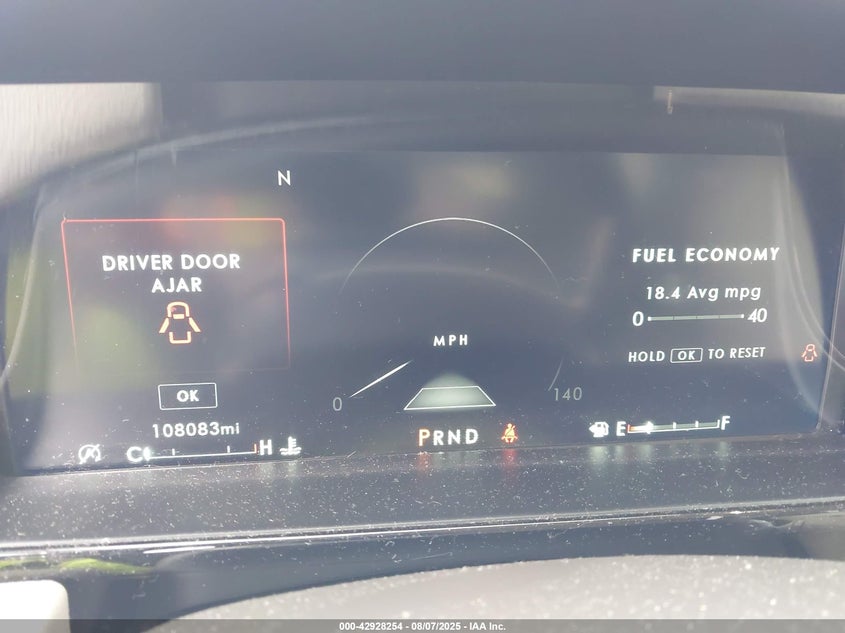 N
DRIVER DOOR
AJAR
OK
108083mi
C H
0 MPH 140
PRND
FUEL ECONOMY
18.4 Avg mpg
0 40
HOLD OK TO RESET
E F
000-42928254 - 08/07/2025 - IAA Inc.